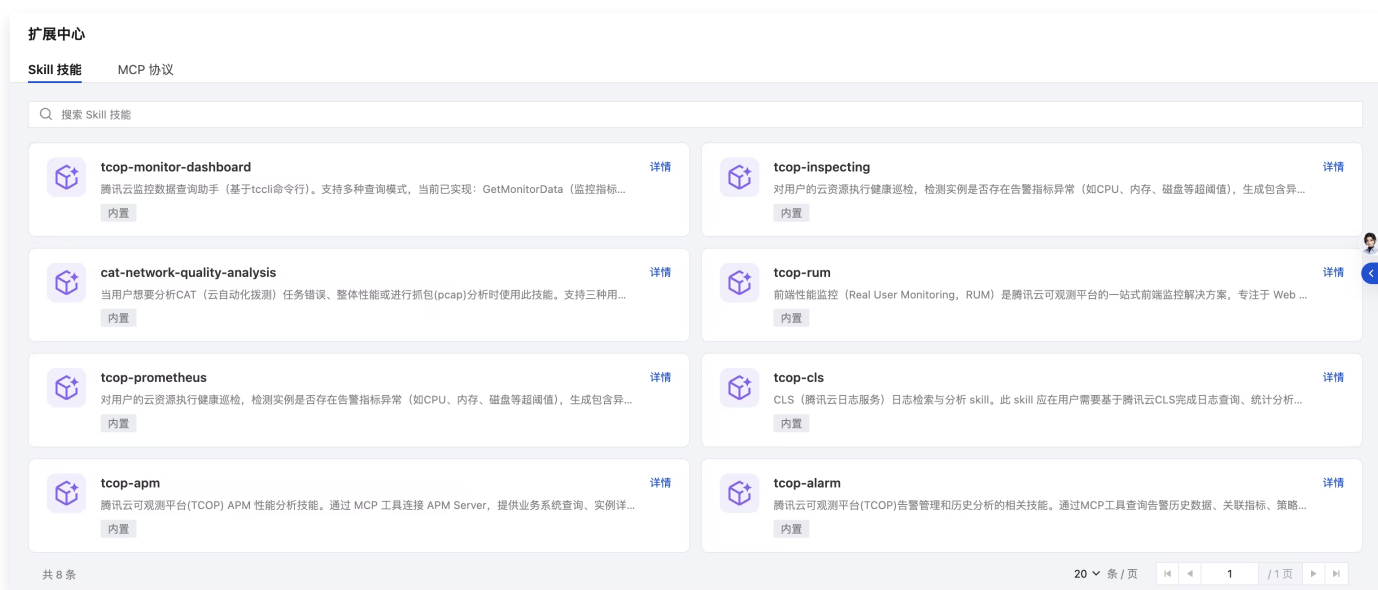 扩展中心
Skill 技能
MCP 协议
搜索 Skill 技能
tcop-monitor-dashboard
详情
腾讯云监控数据查询助手（基于tccli命令行）。支持多种查询模式，当前已实现：GetMonitorData（监控指标...
内置
tcop-inspecting
详情
对用户的云资源执行健康巡检，检测实例是否存在告警指标异常（如CPU、内存、磁盘等超阈值），生成包含异...
内置
cat-network-quality-analysis
详情
当用户想要分析CAT（云自动化拨测）任务错误、整体性能或进行抓包(pcap)分析时使用此技能。支持三种用...
内置
tcop-rum
详情
前端性能监控（Real User Monitoring，RUM）是腾讯云可观测平台的一站式前端监控解决方案，专注于 Web ...
内置
tcop-prometheus
详情
对用户的云资源执行健康巡检，检测实例是否存在告警指标异常（如CPU、内存、磁盘等超阈值），生成包含异...
内置
tcop-cls
详情
CLS（腾讯云日志服务）日志检索与分析 skill。此 skill 应在用户需要基于腾讯云CLS完成日志查询、统计分析...
内置
tcop-apm
详情
腾讯云可观测平台(TCOP) APM 性能分析技能。通过 MCP 工具连接 APM Server，提供业务系统查询、实例详...
内置
tcop-alarm
详情
腾讯云可观测平台(TCOP)告警管理和历史分析的相关技能。通过MCP工具查询告警历史数据、关联指标、策略...
内置
共 8 条
20 条 / 页
1 / 1 页